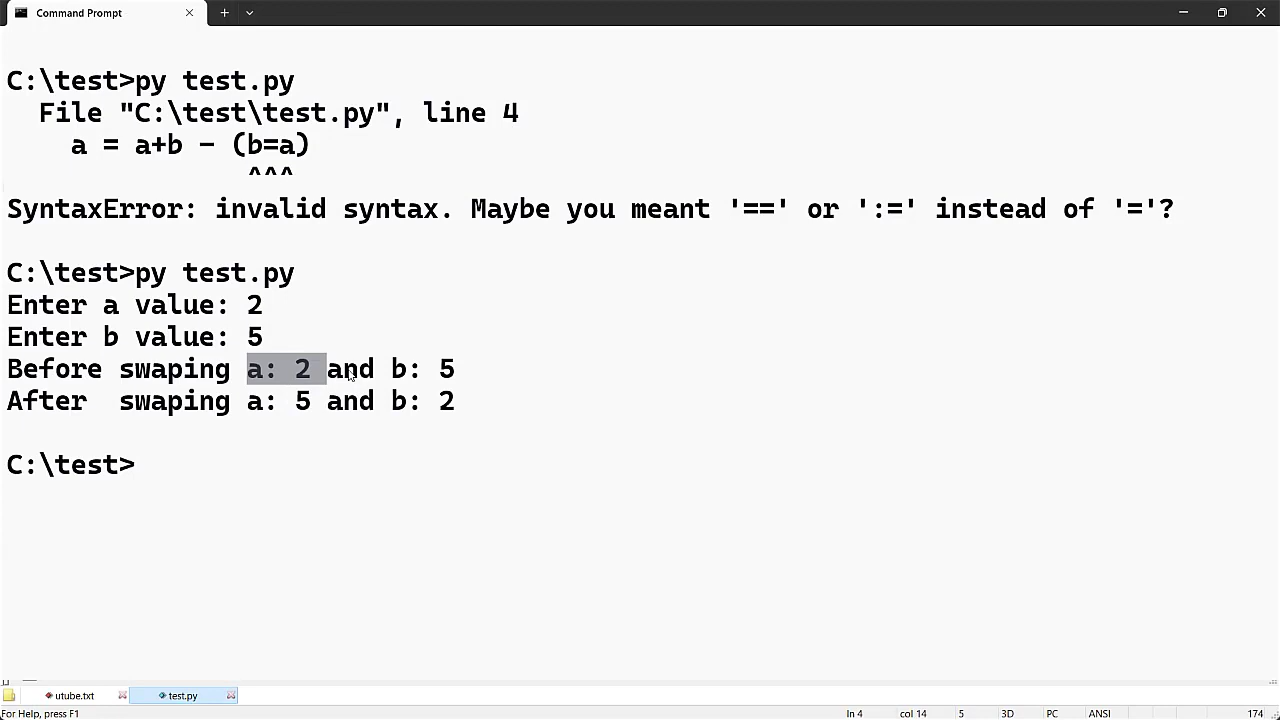 Command Prompt
C:\test>py test.py
  File "C:\test\test.py", line 4
    a = a+b - (b=a)
               ^^^
SyntaxError: invalid syntax. Maybe you meant '==' or ':=' instead of '='?
C:\test>py test.py
Enter a value: 2
Enter b value: 5
Before swaping a: 2 and b: 5
After  swaping a: 5 and b: 2
C:\test>
utube.txt test.py
For Help, press F1 ln 4 col 14 5 3D PC ANSI 174